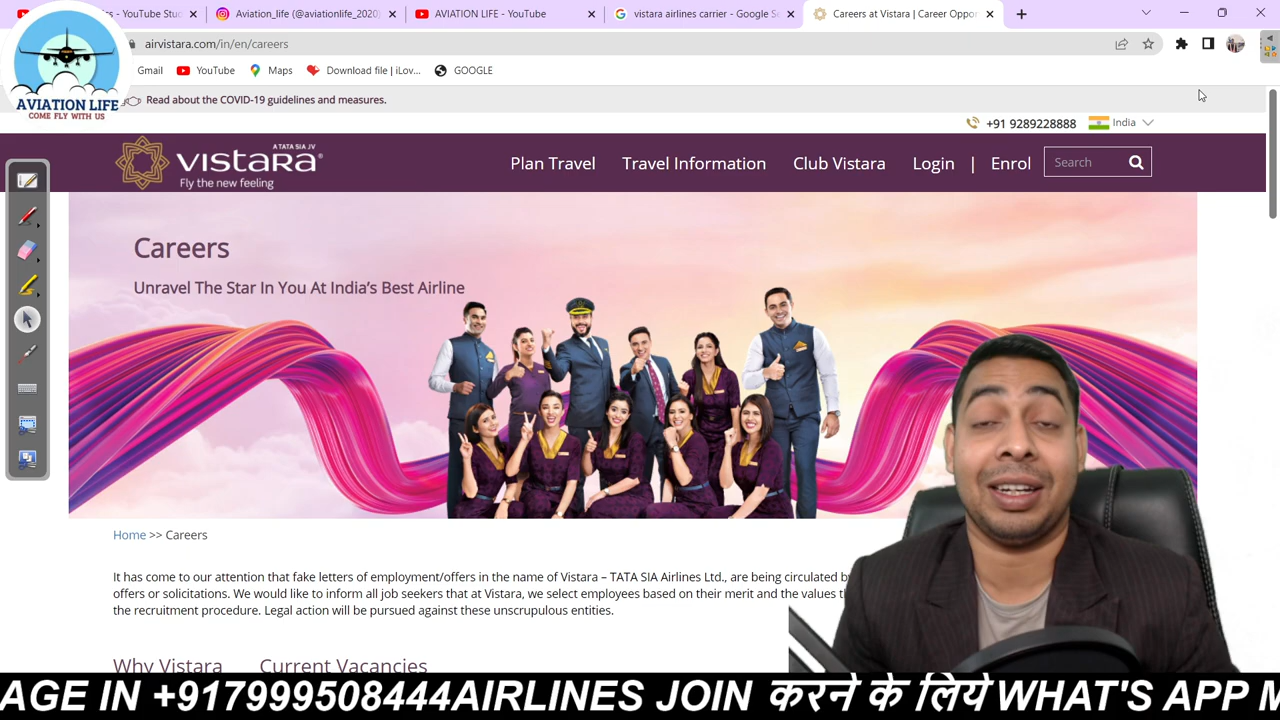 ics - YouTube Stu
Aviation_life (@aviationlife_2020)
AVIATION LIFE - YouTube
vistara airlines carrier - Google Se
Careers at Vistara | Career Oppor
airvistara.com/in/en/careers
Gmail
YouTube
Maps
Download file | iLov...
GOOGLE
AVIATION LIFE
COME FLY WITH US
Read about the COVID-19 guidelines and measures.
+91 9289228888
India
A TATA SIA JV
VISTARA
Fly the new feeling
Plan Travel
Travel Information
Club Vistara
Login | Enrol
Search
Careers
Unravel The Star In You At India’s Best Airline
Home >> Careers
It has come to our attention that fake letters of employment/offers in the name of Vistara – TATA SIA Airlines Ltd., are being circulated
offers or solicitations. We would like to inform all job seekers that at Vistara, we select employees based on their merit and the values
the recruitment procedure. Legal action will be pursued against these unscrupulous entities.
Why Vistara
Current Vacancies
AGE IN +917999508444AIRLINES JOIN करने के लिये WHAT'S APP M